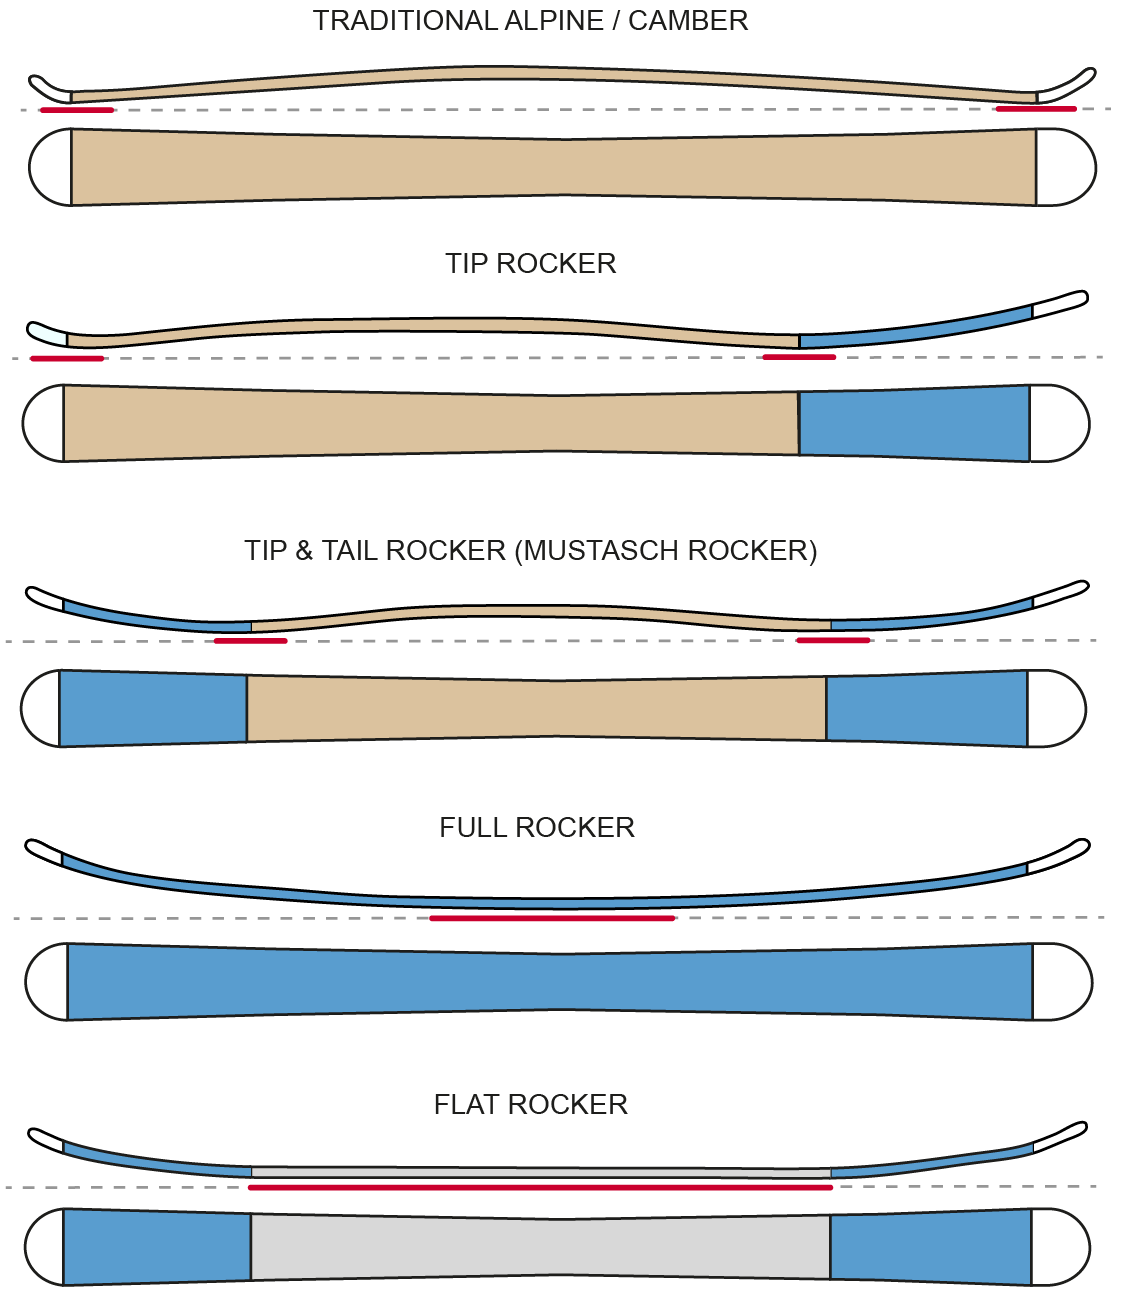 TRADITIONAL ALPINE / CAMBER
TIP ROCKER
TIP & TAIL ROCKER (MUSTASCH ROCKER)
FULL ROCKER
FLAT ROCKER